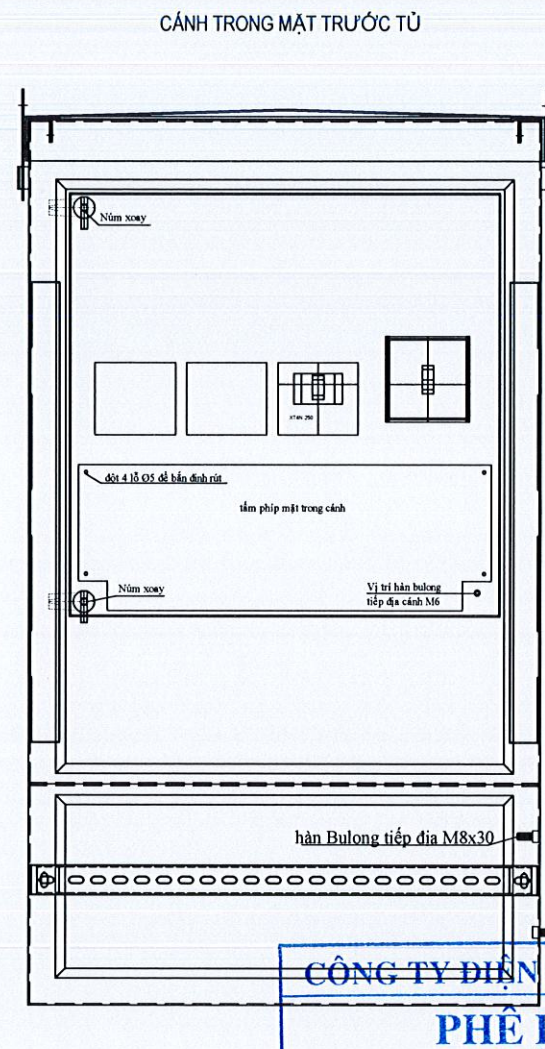 CÁNH TRONG MẶT TRƯỚC TỦ
Núm xoay
đột 4 lỗ Ø5 để bắn đinh rút
tấm phíp mặt trong cánh
Núm xoay
Vị trí hàn bulong
tiếp địa cánh M6
hàn Bulong tiếp địa M8x30
CÔNG TY ĐIỆN
PHÊ